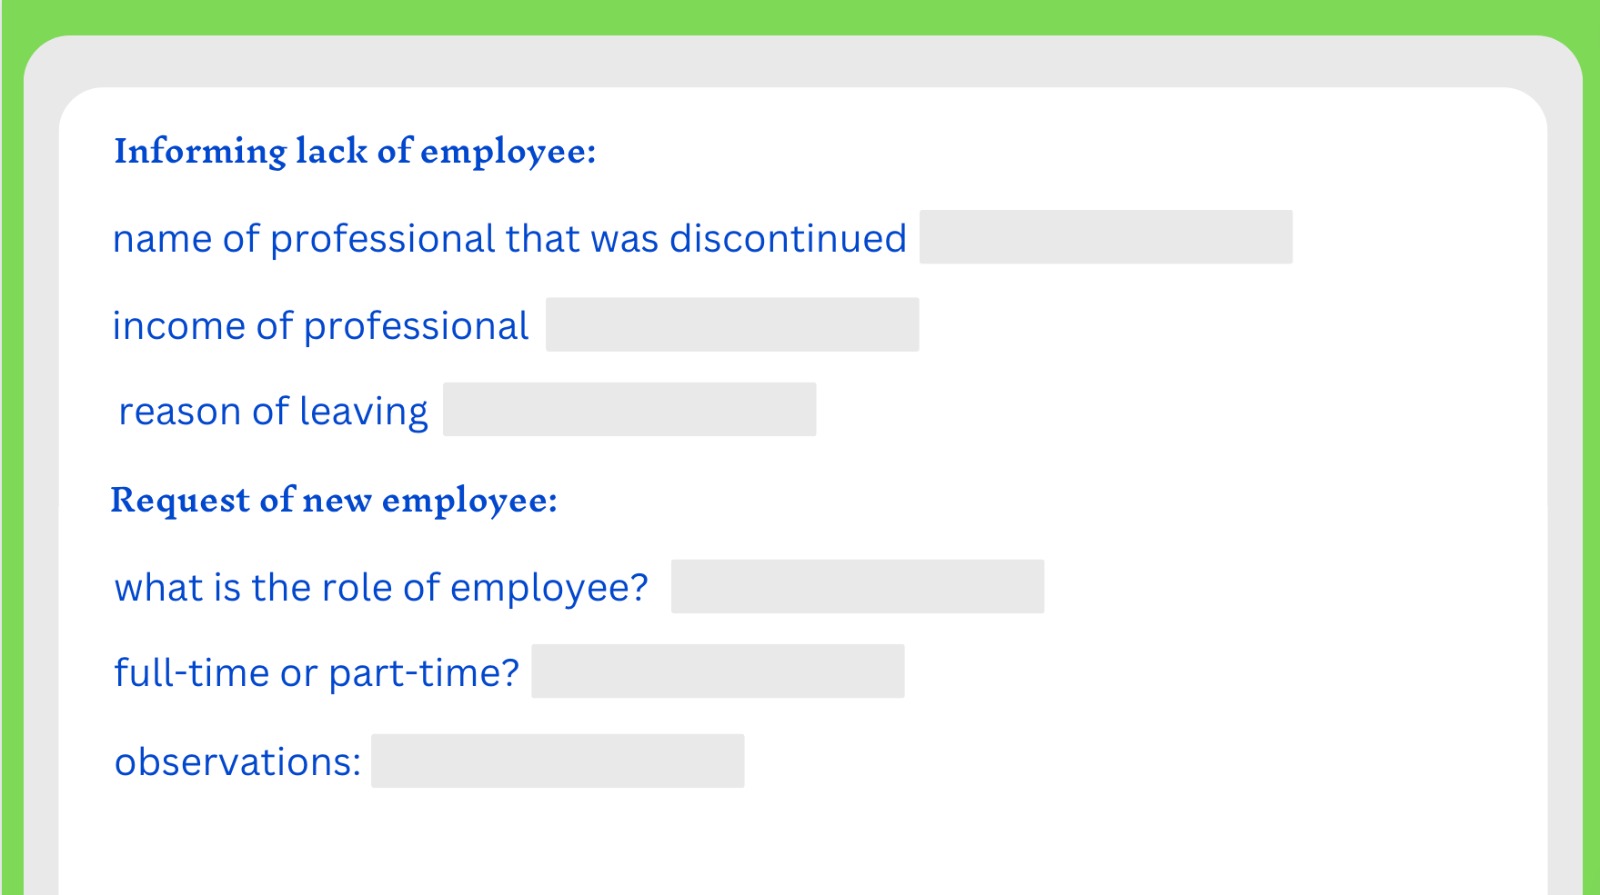 Informing lack of employee:
name of professional that was discontinued
income of professional
reason of leaving
Request of new employee:
what is the role of employee?
full-time or part-time?
observations: